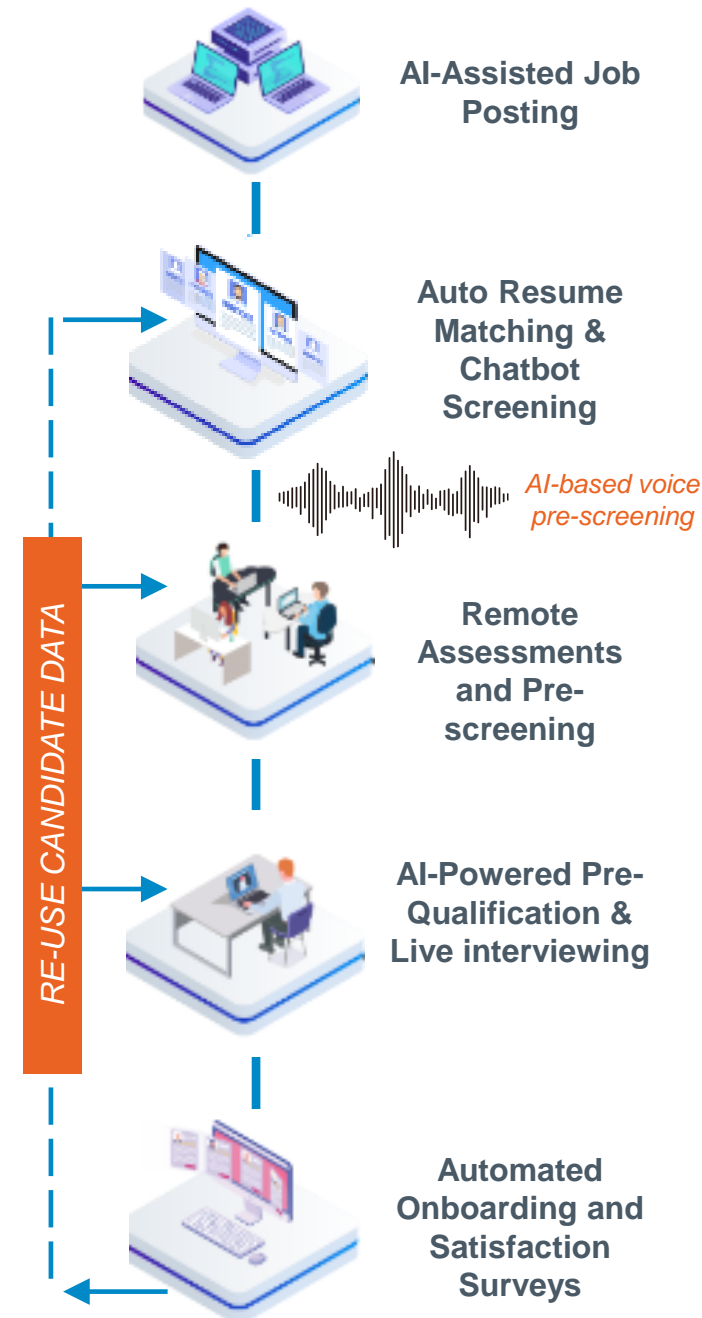 AI-Assisted Job
Posting
Auto Resume
Matching &
Chatbot
Screening
AI-based voice
pre-screening
RE-USE CANDIDATE DATA
Remote
Assessments
and Pre-
screening
AI-Powered Pre-
Qualification &
Live interviewing
Automated
Onboarding and
Satisfaction
Surveys